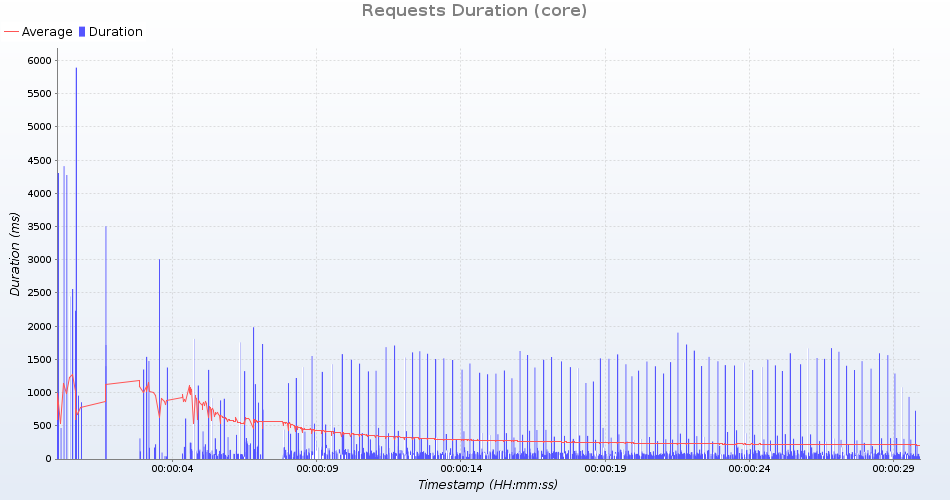 Requests Duration (core)
Average Duration
6000
5500
5000
4500
4000
3500
3000
2500
2000
1500
1000
500
0
Duration (ms)
00:00:04 00:00:09 00:00:14 00:00:19 00:00:24 00:00:29
Timestamp (HH:mm:ss)